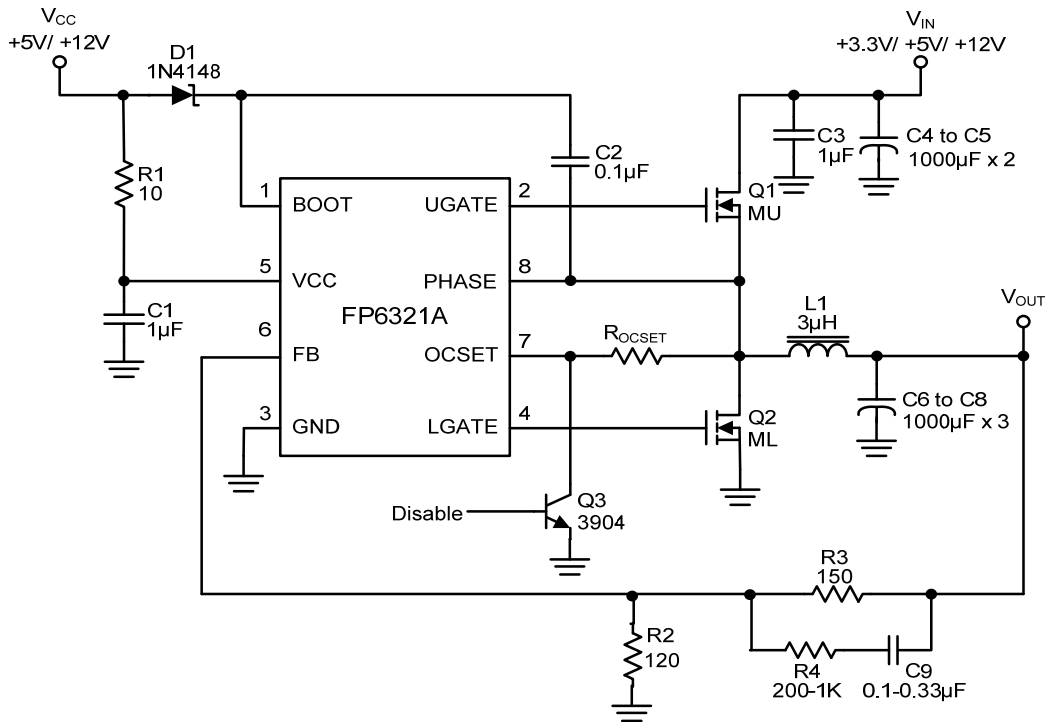 VCC
+5V/ +12V
D1
1N4148
VIN
+3.3V/ +5V/ +12V
R1
10
C2
0.1µF
C3
1µF
C4 to C5
1000µF x 2
1
BOOT
UGATE
2
Q1
MU
5
VCC
PHASE
8
C1
1µF
FP6321A
L1
3µH
VOUT
6
FB
OCSET
7
ROCSET
C6 to C8
1000µF x 3
3
GND
LGATE
4
Q2
ML
Disable
Q3
3904
R3
150
R2
120
R4
200-1K
C9
0.1-0.33µF